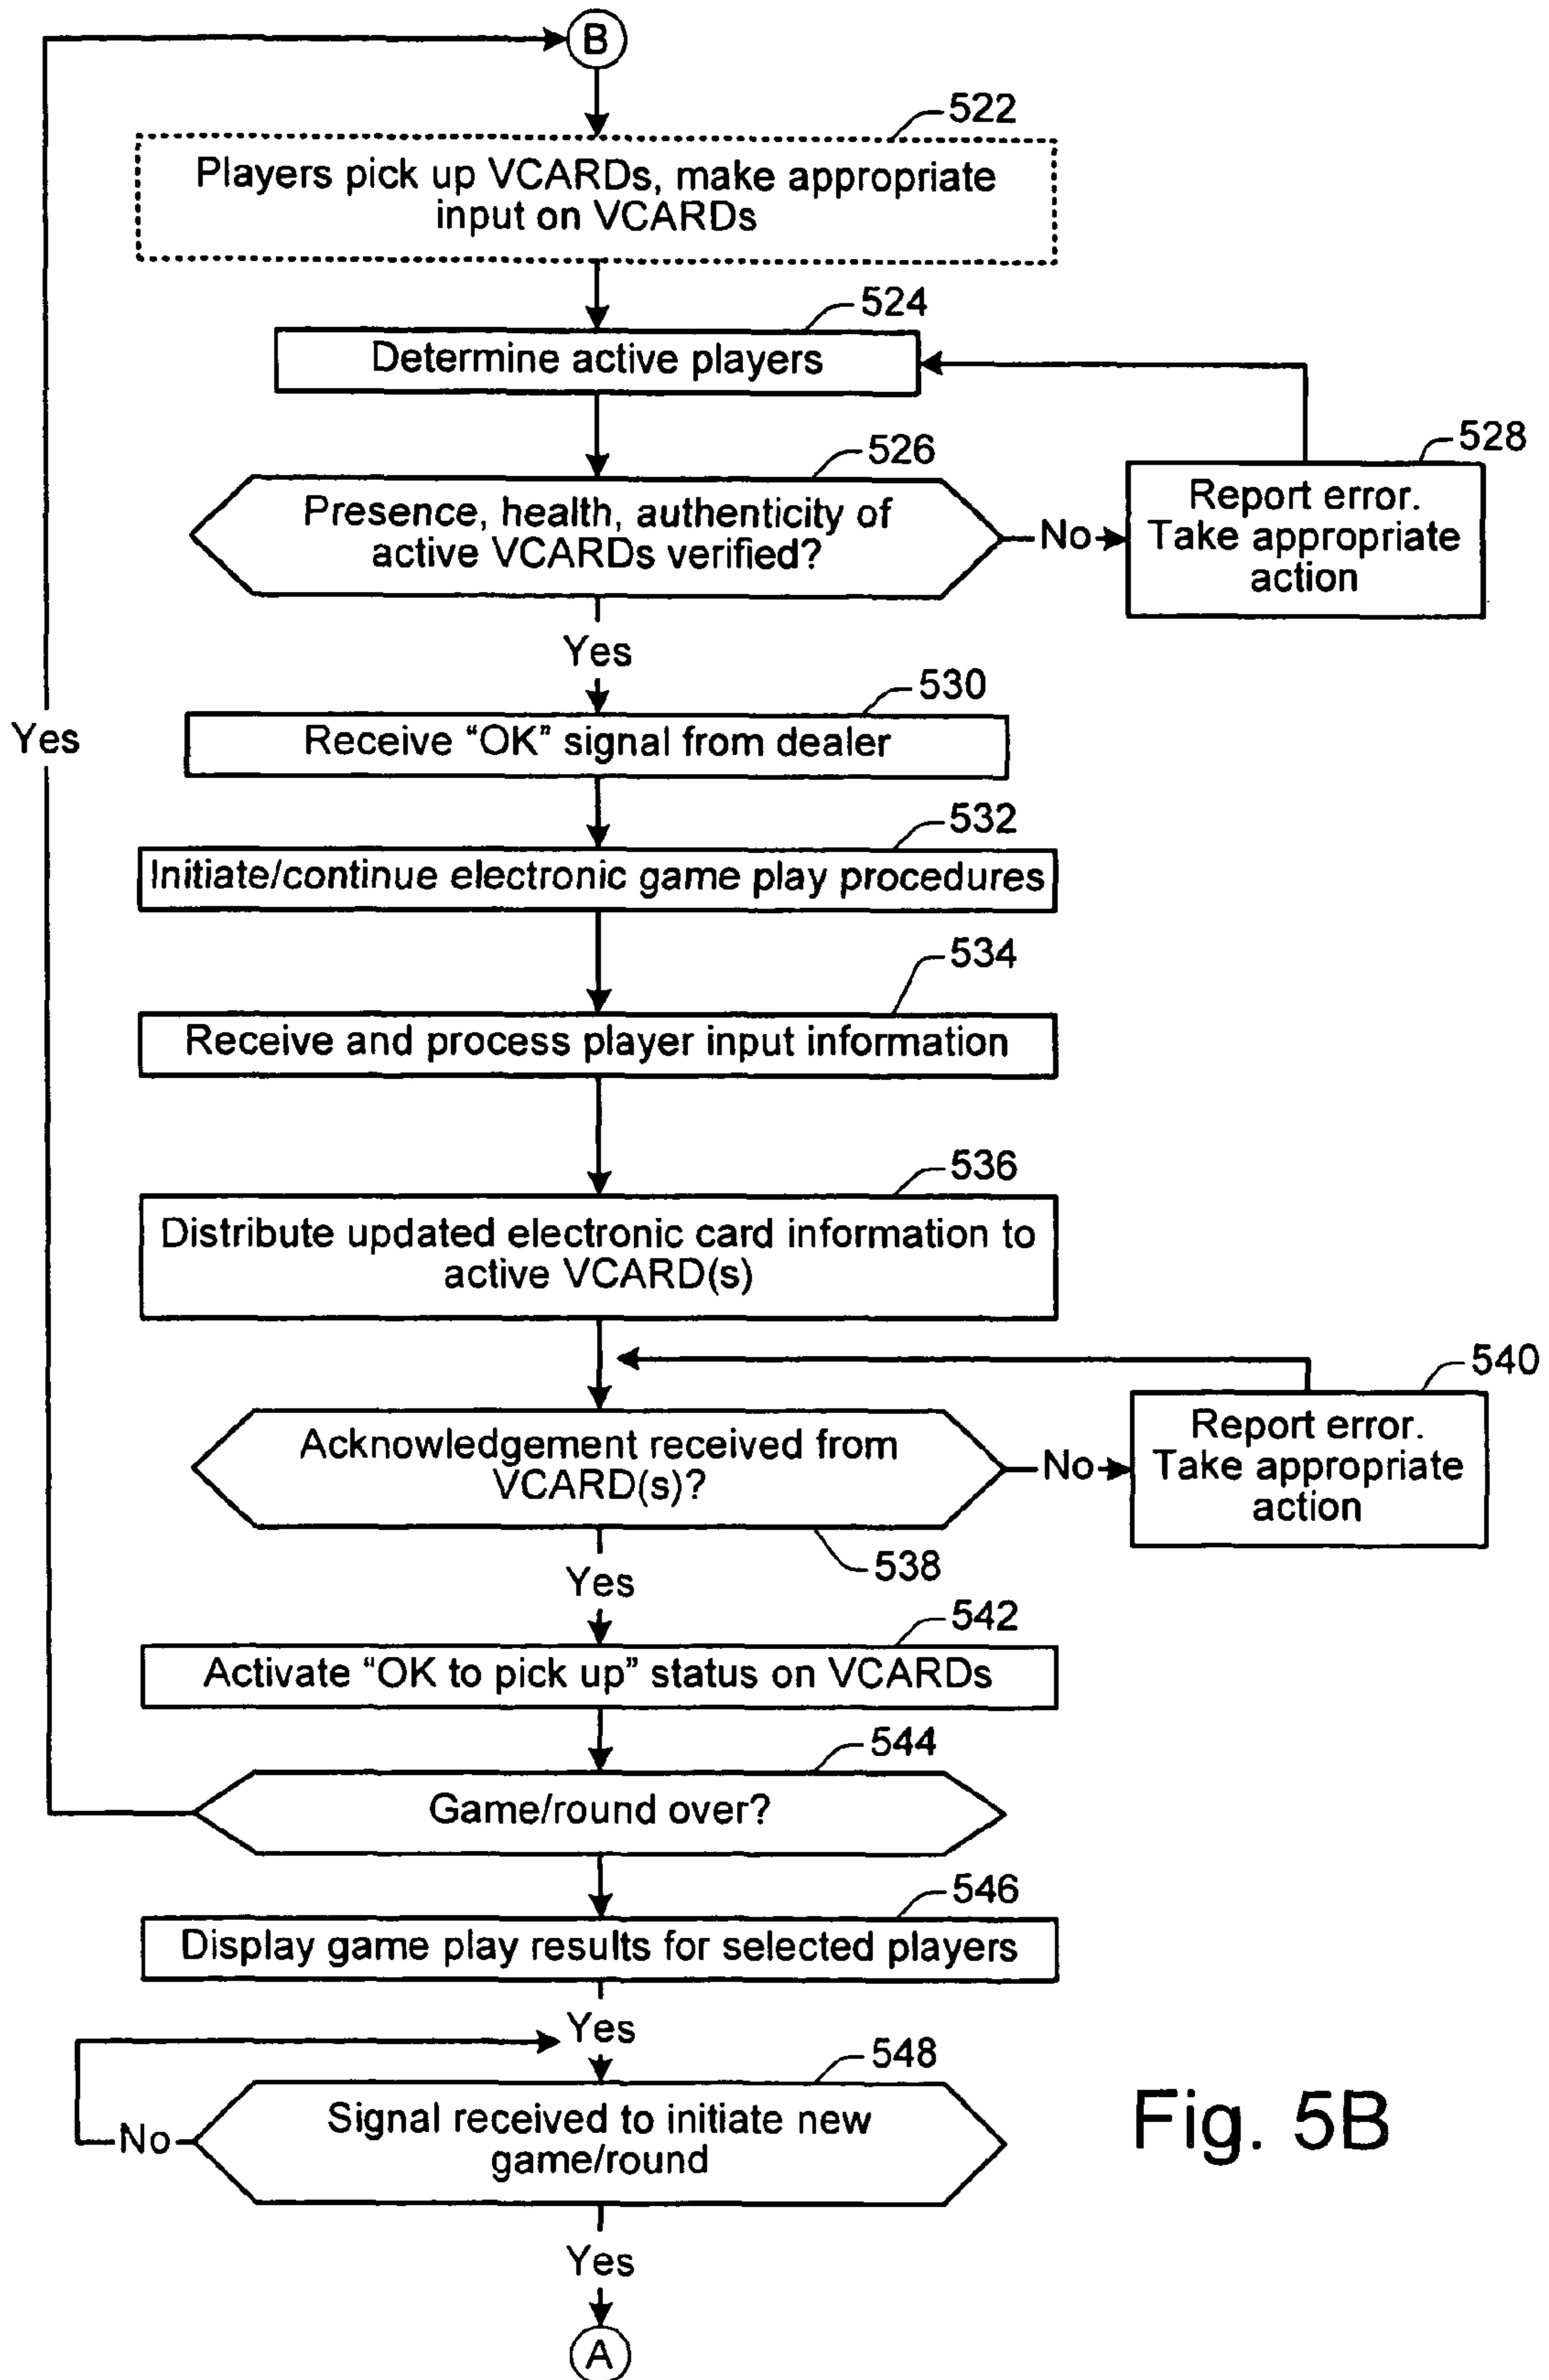 B
522
Players pick up VCARDs, make appropriate
input on VCARDs
524
Determine active players
526
528
Presence, health, authenticity of
active VCARDs verified?
No
Report error.
Take appropriate
action
Yes
530
Yes
Receive “OK” signal from dealer
532
Initiate/continue electronic game play procedures
534
Receive and process player input information
536
Distribute updated electronic card information to
active VCARD(s)
540
Acknowledgement received from
VCARD(s)?
No
Report error.
Take appropriate
action
538
Yes
542
Activate “OK to pick up” status on VCARDs
544
Game/round over?
546
Display game play results for selected players
Yes
548
Signal received to initiate new
game/round
No
Fig. 5B
Yes
A